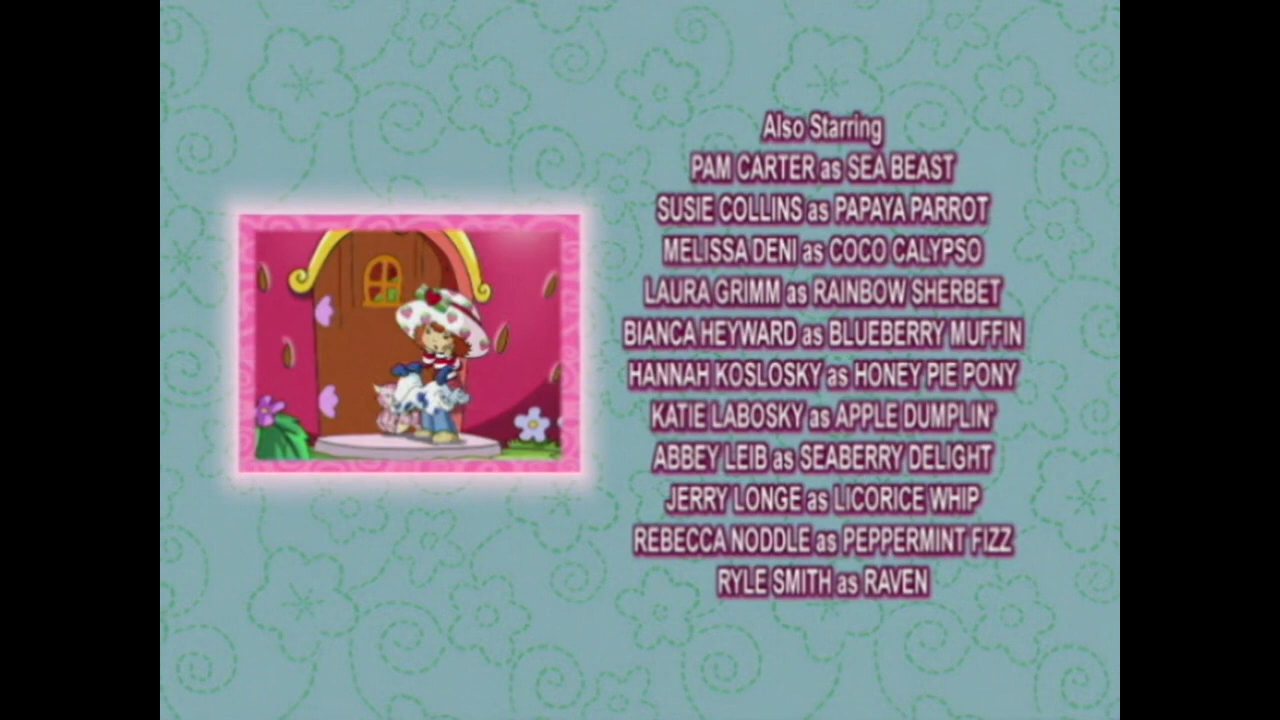 Also Starring
PAM CARTER as SEA BEAST
SUSIE COLLINS as PAPAYA PARROT
MELISSA DENI as COCO CALYPSO
LAURA GRIMM as RAINBOW SHERBET
BIANCA HEYWARD as BLUEBERRY MUFFIN
HANNAH KOSLOSKY as HONEY PIE PONY
KATIE LABOSKY as APPLE DUMPLIN'
ABBEY LEIB as SEABERRY DELIGHT
JERRY LONGE as LICORICE WHIP
REBECCA NODDLE as PEPPERMINT FIZZ
RYLE SMITH as RAVEN